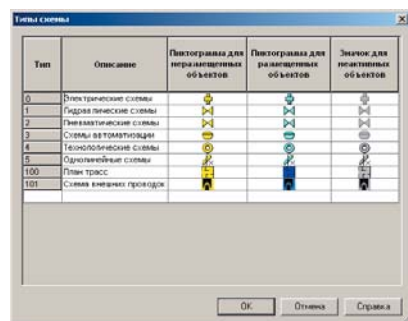 Типы схемы
Тип Описание Пиктограмма для неразмещенных объектов Пиктограмма для размещенных объектов Значок для неактивных объектов
0 Электрические схемы
1 Гидравлические схемы
2 Пневматические схемы
3 Схемы автоматизации
4 Технологические схемы
5 Однолинейные схемы
100 План трасс
101 Схема внешних проводок
OK Отмена Справка